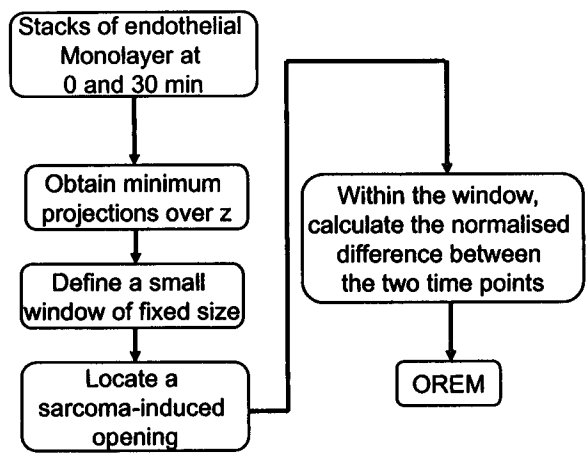 Stacks of endothelial
Monolayer at
0 and 30 min
Obtain minimum
projections over z
Define a small
window of fixed size
Locate a
sarcoma-induced
opening
Within the window,
calculate the normalised
difference between
the two time points
OREM